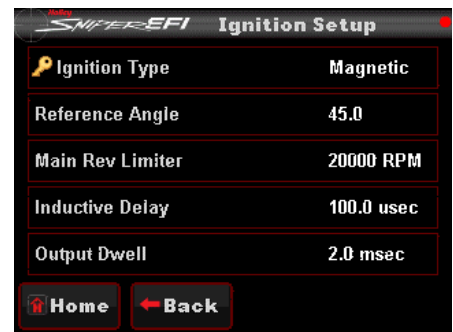 Holley
SNIPER EFI Ignition Setup
Ignition Type Magnetic
Reference Angle 45.0
Main Rev Limiter 20000 RPM
Inductive Delay 100.0 usec
Output Dwell 2.0 msec
Home Back